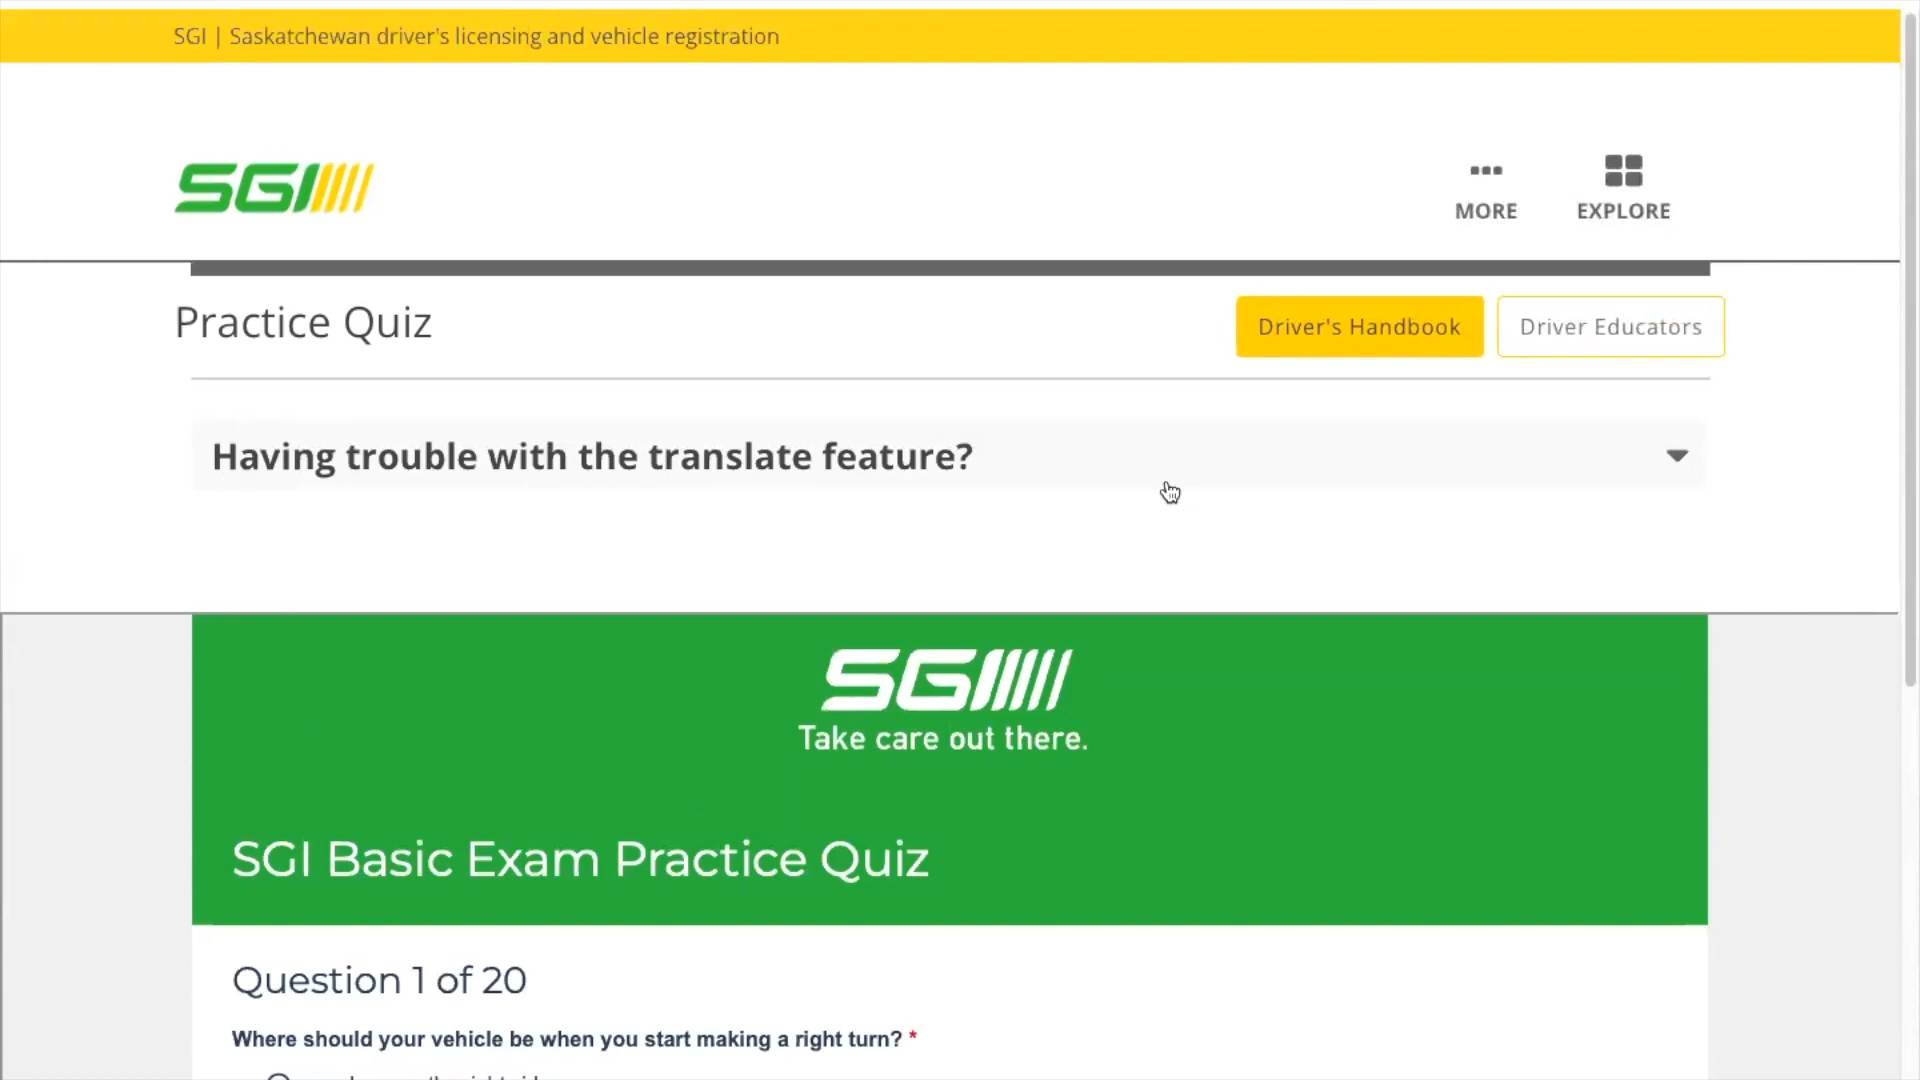 SGI | Saskatchewan driver's licensing and vehicle registration
SGI
MORE
EXPLORE
Practice Quiz
Driver's Handbook
Driver Educators
Having trouble with the translate feature?
SGI
Take care out there.
SGI Basic Exam Practice Quiz
Question 1 of 20
Where should your vehicle be when you start making a right turn? *